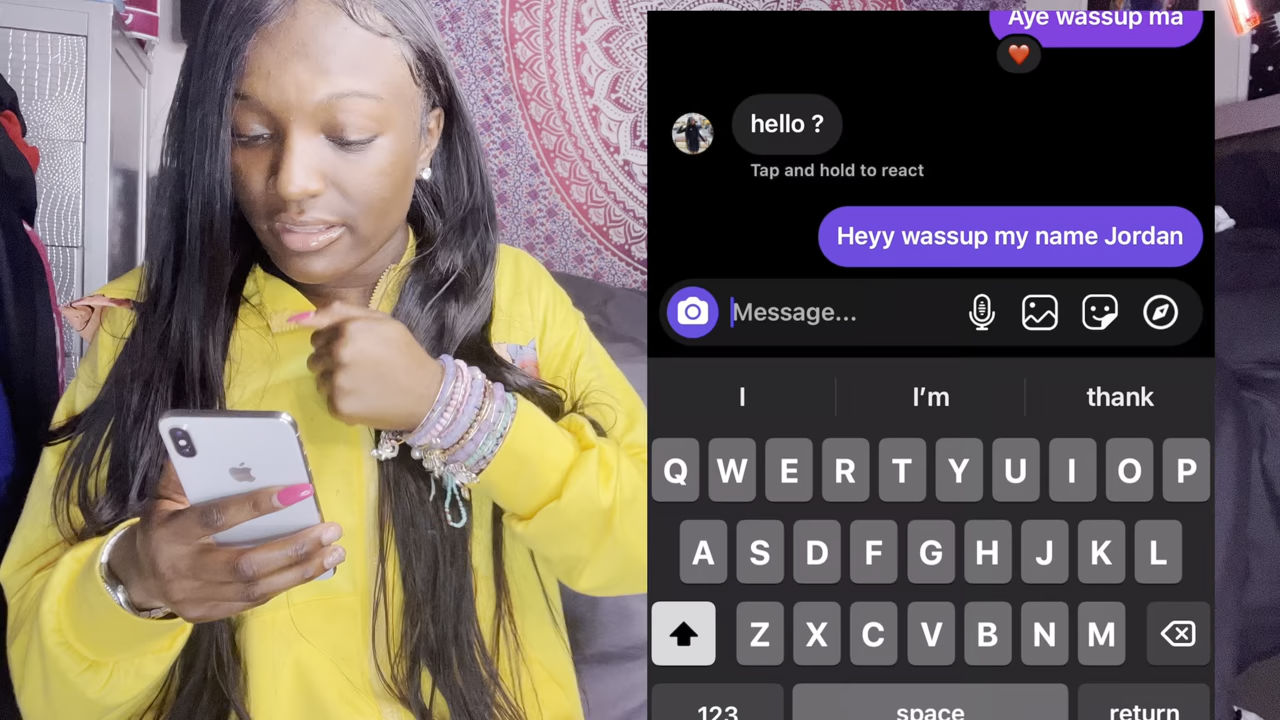 Aye wassup ma
hello ?
Tap and hold to react
Heyy wassup my name Jordan
Message...
I I'm thank
Q W E R T Y U I O P
A S D F G H J K L
Z X C V B N M
123 space return